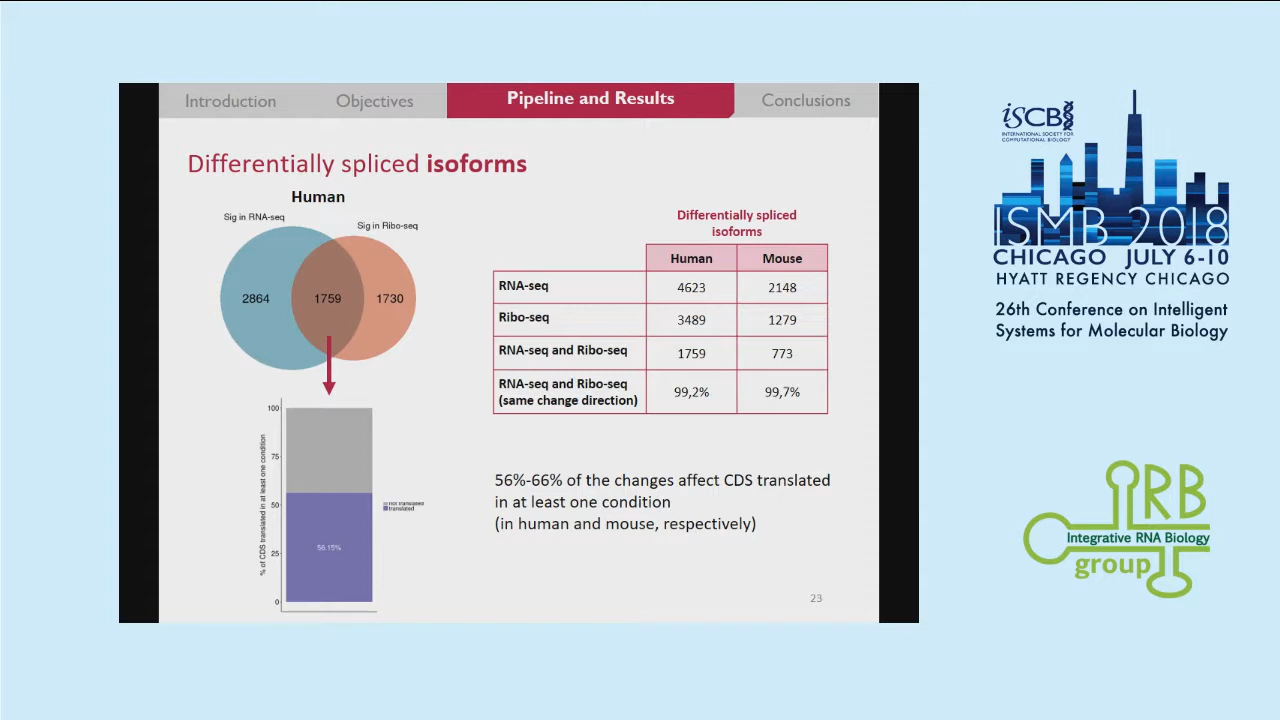 Introduction
Objectives
Pipeline and Results
Conclusions
Differentially spliced isoforms
Human
Sig in RNA-seq
Sig in Ribo-seq
2864
1759
1730
100
75
50
25
0
% of CDS translated in at least one condition
56.15%
not translated
translated
Differentially spliced
isoforms
Human Mouse
RNA-seq 4623 2148
Ribo-seq 3489 1279
RNA-seq and Ribo-seq 1759 773
RNA-seq and Ribo-seq
(same change direction) 99,2% 99,7%
56%-66% of the changes affect CDS translated
in at least one condition
(in human and mouse, respectively)
23
ISCB
INTERNATIONAL SOCIETY FOR
COMPUTATIONAL BIOLOGY
ISMB 2018
CHICAGO JULY 6-10
HYATT REGENCY CHICAGO
26th Conference on Intelligent
Systems for Molecular Biology
IRB
Integrative RNA Biology
group